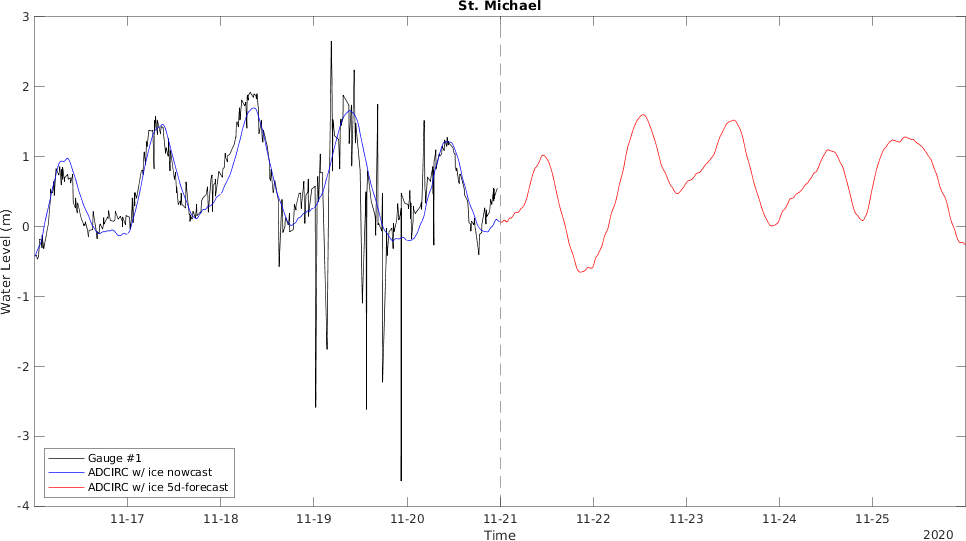 St. Michael
3
2
1
0
-1
-2
-3
-4
Water Level (m)
Gauge #1
ADCIRC w/ ice nowcast
ADCIRC w/ ice 5d-forecast
11-17 11-18 11-19 11-20 11-21 11-22 11-23 11-24 11-25
Time
2020